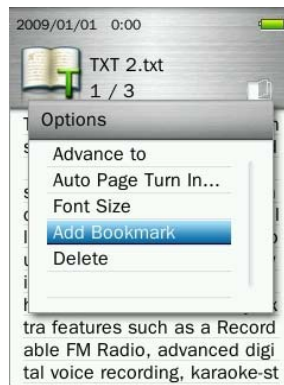 2009/01/01 0:00
TXT 2.txt
1 / 3
Options
Advance to
Auto Page Turn In...
Font Size
Add Bookmark
Delete
tra features such as a Record
able FM Radio, advanced digi
tal voice recording, karaoke-st